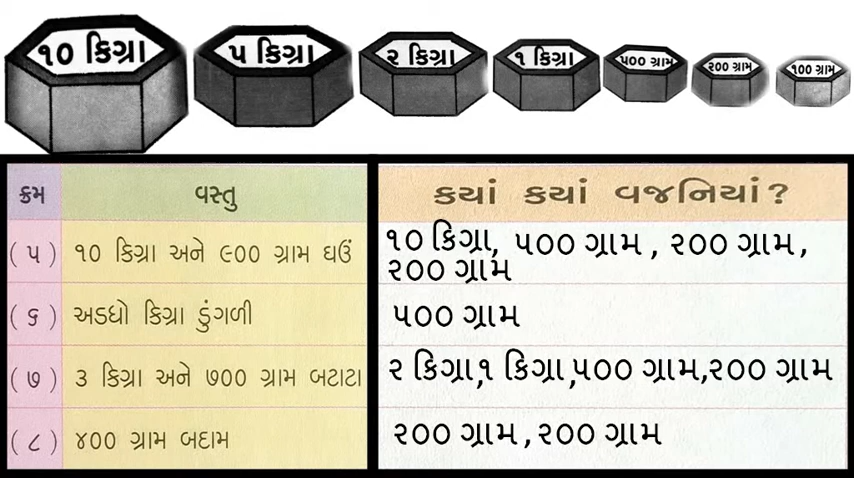 ૧૦ કિગ્રા ૫ કિગ્રા ૨ કિગ્રા ૧ કિગ્રા ૫૦૦ ગ્રામ ૨૦૦ ગ્રામ ૧૦૦ ગ્રામ
ક્રમ વસ્તુ કયાં કયાં વજનિયાં ?
( ૫ ) ૧૦ કિગ્રા અને ૯૦૦ ગ્રામ ઘઉં ૧૦ કિગ્રા, ૫૦૦ ગ્રામ , ૨૦૦ ગ્રામ ,
૨૦૦ ગ્રામ
( ૬ ) અડધો કિગ્રા ડુંગળી ૫૦૦ ગ્રામ
( ૭ ) ૩ કિગ્રા અને ૭૦૦ ગ્રામ બટાટા ૨ કિગ્રા,૧ કિગ્રા,૫૦૦ ગ્રામ,૨૦૦ ગ્રામ
( ૮ ) ૪૦૦ ગ્રામ બદામ ૨૦૦ ગ્રામ ,૨૦૦ ગ્રામ